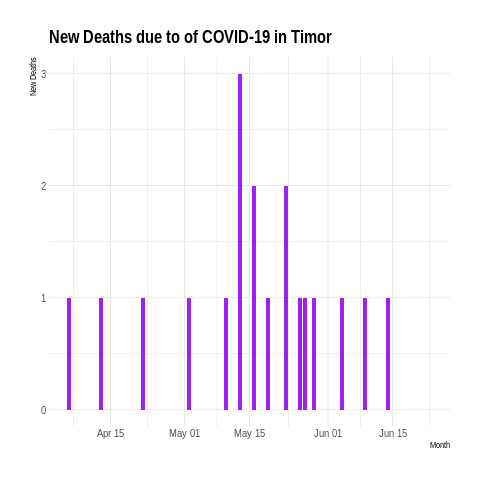 New Deaths due to of COVID-19 in Timor
New Deaths
3
2
1
0
Apr 15 May 01 May 15 Jun 01 Jun 15
Month